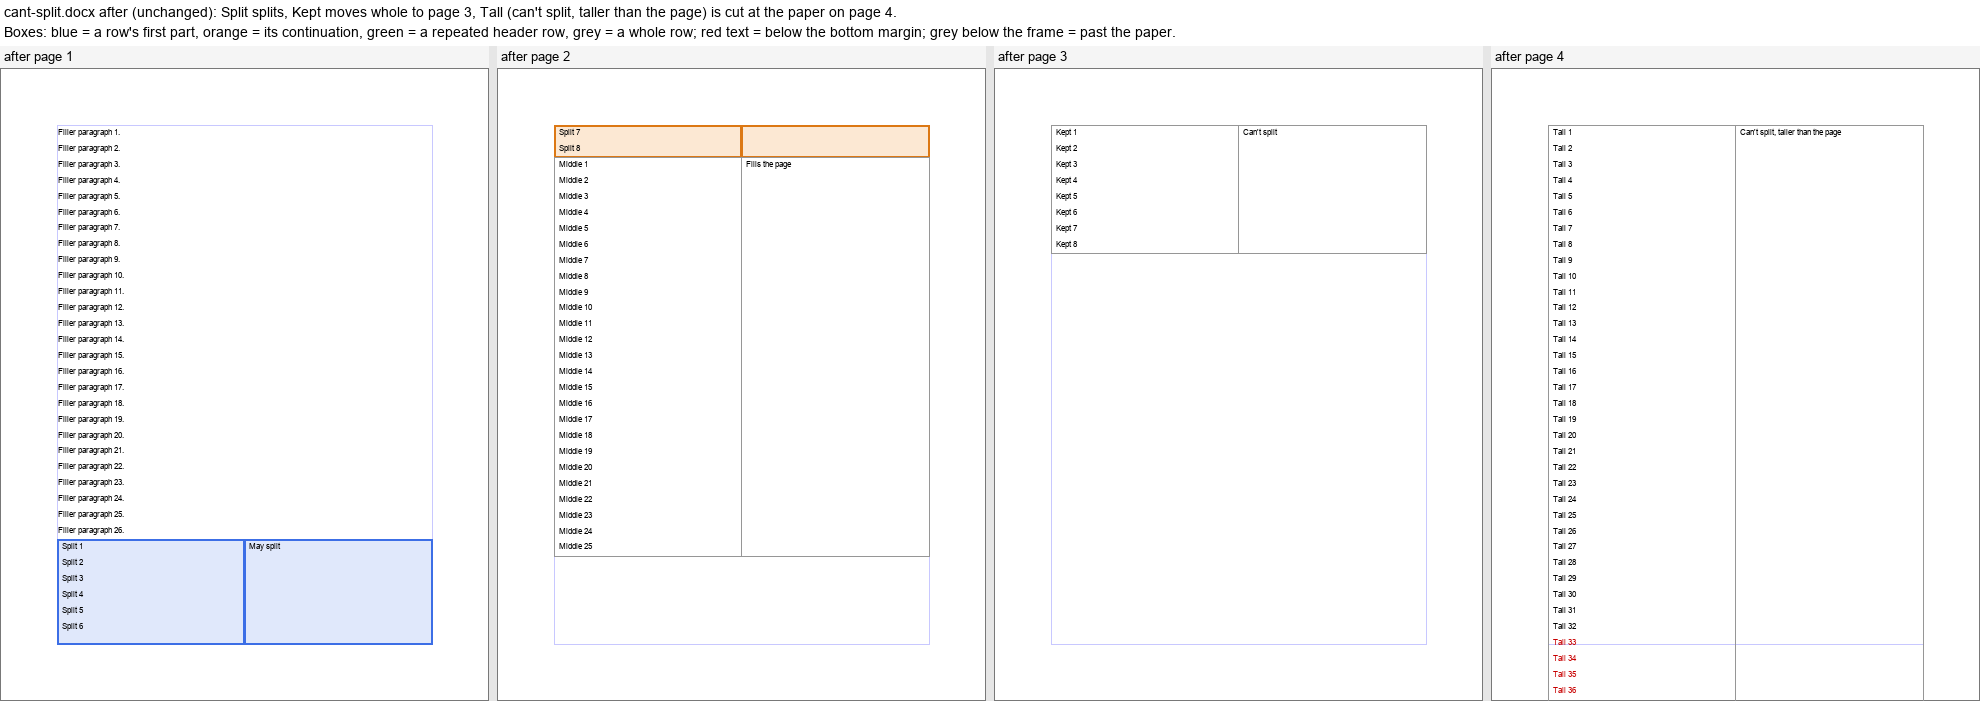 cant-split.docx after (unchanged): Split splits, Kept moves whole to page 3, Tall (can't split, taller than the page) is cut at the paper on page 4.
Boxes: blue = a row's first part, orange = its continuation, green = a repeated header row, grey = a whole row; red text = below the bottom margin; grey below the frame = past the paper.
after page 1
Filler paragraph 1.
Filler paragraph 2.
Filler paragraph 3.
Filler paragraph 4.
Filler paragraph 5.
Filler paragraph 6.
Filler paragraph 7.
Filler paragraph 8.
Filler paragraph 9.
Filler paragraph 10.
Filler paragraph 11.
Filler paragraph 12.
Filler paragraph 13.
Filler paragraph 14.
Filler paragraph 15.
Filler paragraph 16.
Filler paragraph 17.
Filler paragraph 18.
Filler paragraph 19.
Filler paragraph 20.
Filler paragraph 21.
Filler paragraph 22.
Filler paragraph 23.
Filler paragraph 24.
Filler paragraph 25.
Filler paragraph 26.
Split 1 May split
Split 2
Split 3
Split 4
Split 5
Split 6
after page 2
Split 7
Split 8
Middle 1 Fills the page
Middle 2
Middle 3
Middle 4
Middle 5
Middle 6
Middle 7
Middle 8
Middle 9
Middle 10
Middle 11
Middle 12
Middle 13
Middle 14
Middle 15
Middle 16
Middle 17
Middle 18
Middle 19
Middle 20
Middle 21
Middle 22
Middle 23
Middle 24
Middle 25
after page 3
Kept 1 Can't split
Kept 2
Kept 3
Kept 4
Kept 5
Kept 6
Kept 7
Kept 8
after page 4
Tall 1 Can't split, taller than the page
Tall 2
Tall 3
Tall 4
Tall 5
Tall 6
Tall 7
Tall 8
Tall 9
Tall 10
Tall 11
Tall 12
Tall 13
Tall 14
Tall 15
Tall 16
Tall 17
Tall 18
Tall 19
Tall 20
Tall 21
Tall 22
Tall 23
Tall 24
Tall 25
Tall 26
Tall 27
Tall 28
Tall 29
Tall 30
Tall 31
Tall 32
Tall 33
Tall 34
Tall 35
Tall 36